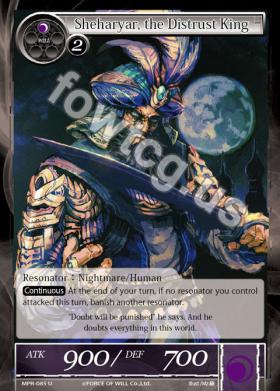 Sheharyar, the Distrust King
WILL
2
fowtcg.us
Resonator : Nightmare/Human
Continuous At the end of your turn, if no resonator you control
attacked this turn, banish another resonator.
"Doubt will be punished" he says. And he
doubts everything in this world.
ATK 900/ DEF 700
MPR-085 U ©FORCE OF WILL Co.,Ltd.